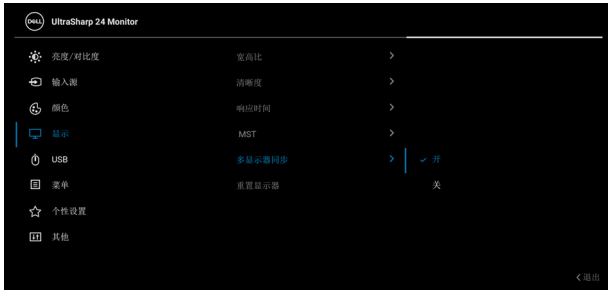 DELL UltraSharp 24 Monitor
亮度/对比度 宽高比
输入源 清晰度
颜色 响应时间
显示 MST
USB 多显示器同步 开
菜单 重置显示器 关
个性设置
其他
退出